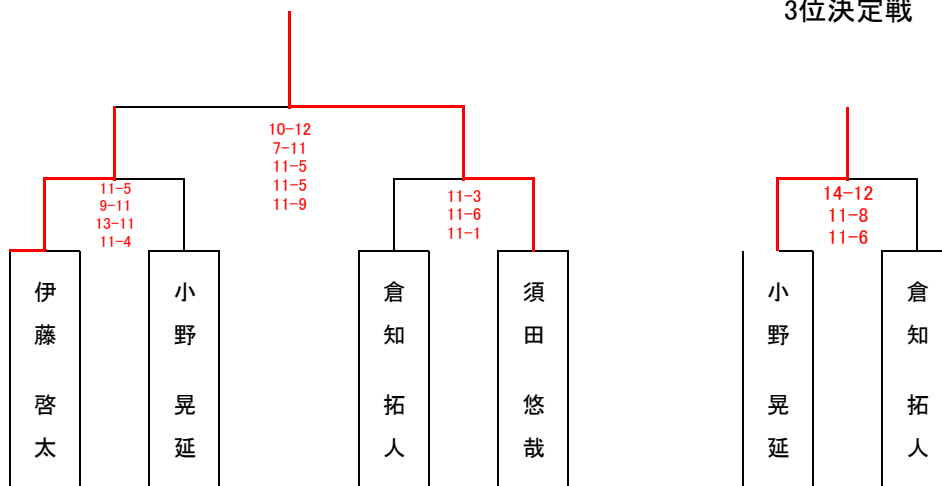 3位決定戦
10-12
7-11
11-5
11-5
11-9
11-5
9-11
13-11
11-4
11-3
11-6
11-1
14-12
11-8
11-6
伊藤 啓太
小野 晃延
倉知 拓人
須田 悠哉
小野 晃延
倉知 拓人